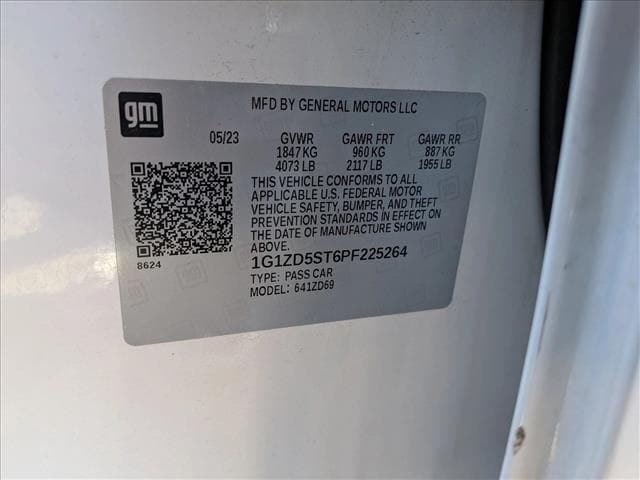 gm
MFD BY GENERAL MOTORS LLC
05/23 GVWR GAWR FRT GAWR RR
1847 KG 960 KG 887 KG
4073 LB 2117 LB 1955 LB
THIS VEHICLE CONFORMS TO ALL
APPLICABLE U.S. FEDERAL MOTOR
VEHICLE SAFETY, BUMPER, AND THEFT
PREVENTION STANDARDS IN EFFECT ON
THE DATE OF MANUFACTURE SHOWN
ABOVE.
8624
1G1ZD5ST6PF225264
TYPE: PASS CAR
MODEL: 641ZD69